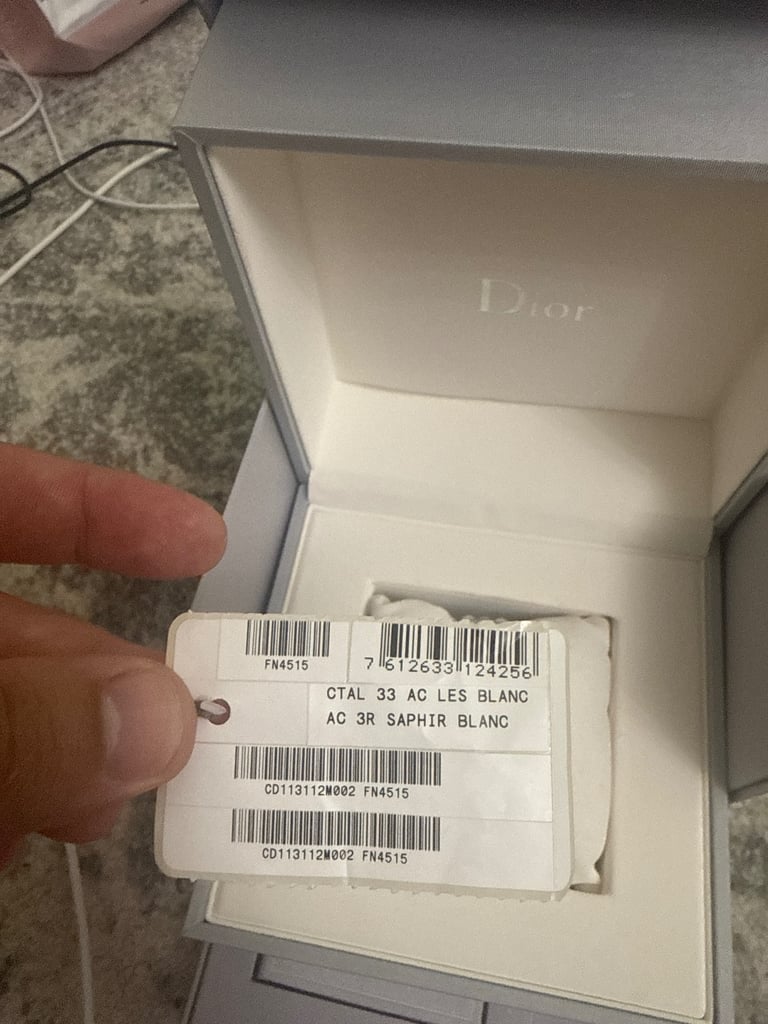 Dior
FN4515
7 612633 124256
CTAL 33 AC LES BLANC
AC 3R SAPHIR BLANC
CD113112M002 FN4515
CD113112M002 FN4515